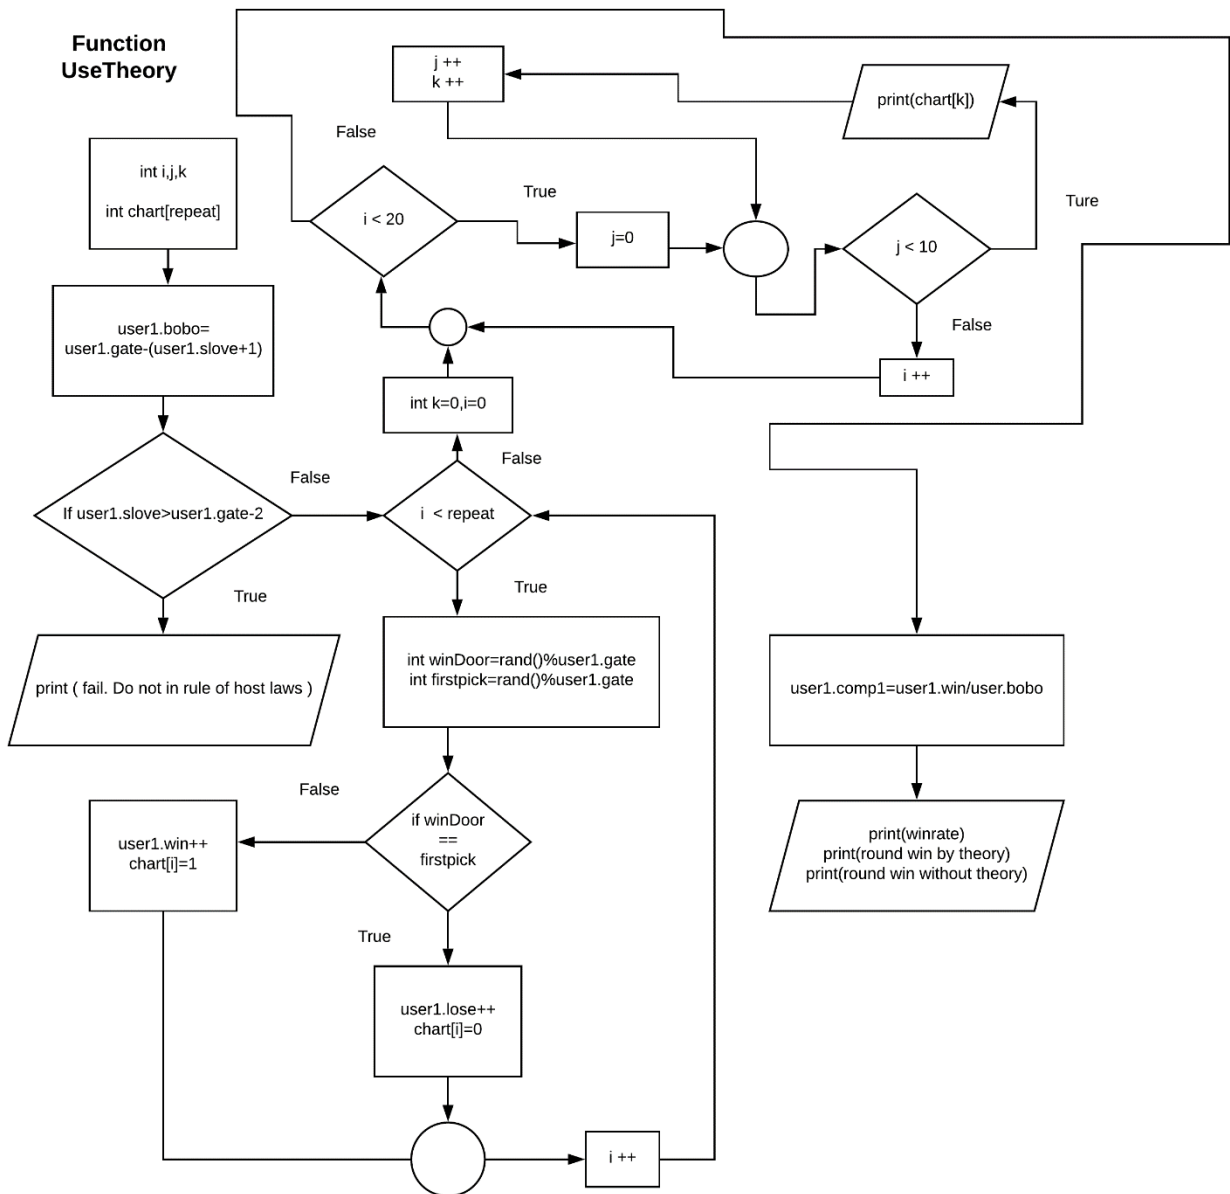 Function
UseTheory
j ++
k ++
print(chart[k])
False
int i,j,k
int chart[repeat]
i < 20
True
j=0
j < 10
Ture
user1.bobo=
user1.gate-(user1.slove+1)
False
i ++
int k=0,i=0
False
False
If user1.slove>user1.gate-2
i < repeat
True
True
print ( fail. Do not in rule of host laws )
int winDoor=rand()%user1.gate
int firstpick=rand()%user1.gate
user1.comp1=user1.win/user.bobo
False
user1.win++
chart[i]=1
if winDoor
==
firstpick
print(winrate)
print(round win by theory)
print(round win without theory)
True
user1.lose++
chart[i]=0
i ++